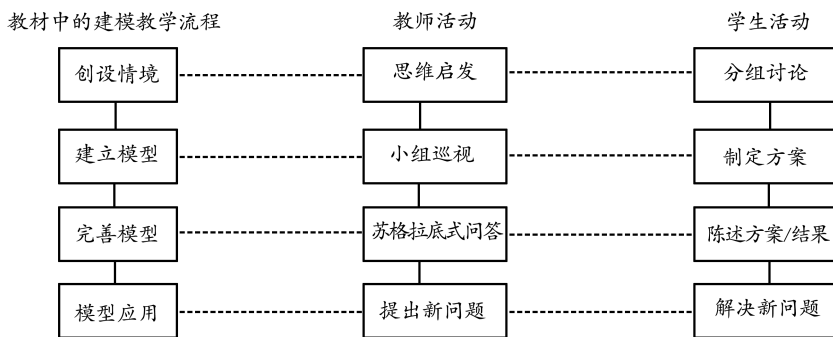 教材中的建模教学流程 教师活动 学生活动
创设情境 思维启发 分组讨论
建立模型 小组巡视 制定方案
完善模型 苏格拉底式问答 陈述方案/结果
模型应用 提出新问题 解决新问题